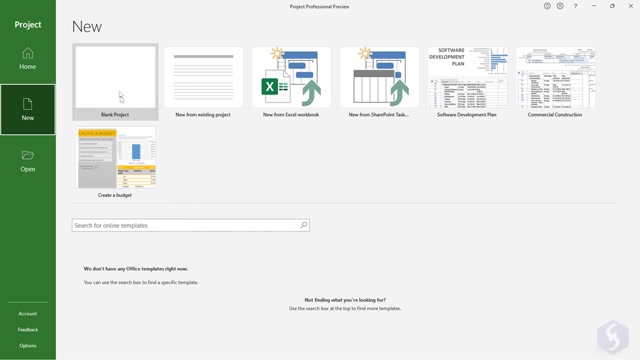 Project Professional Preview
?
Project
New
Home
New
Open
Blank Project
New from existing project
New from Excel workbook
New from SharePoint Task...
SOFTWARE
DEVELOPMENT
PLAN
Software Development Plan
Commercial Construction
CREATE A BUDGET
Create a budget
Search for online templates
We don't have any Office templates right now.
You can use the search box to find a specific template.
Not finding what you're looking for?
Use the search box at the top to find more templates.
Account
Feedback
Options